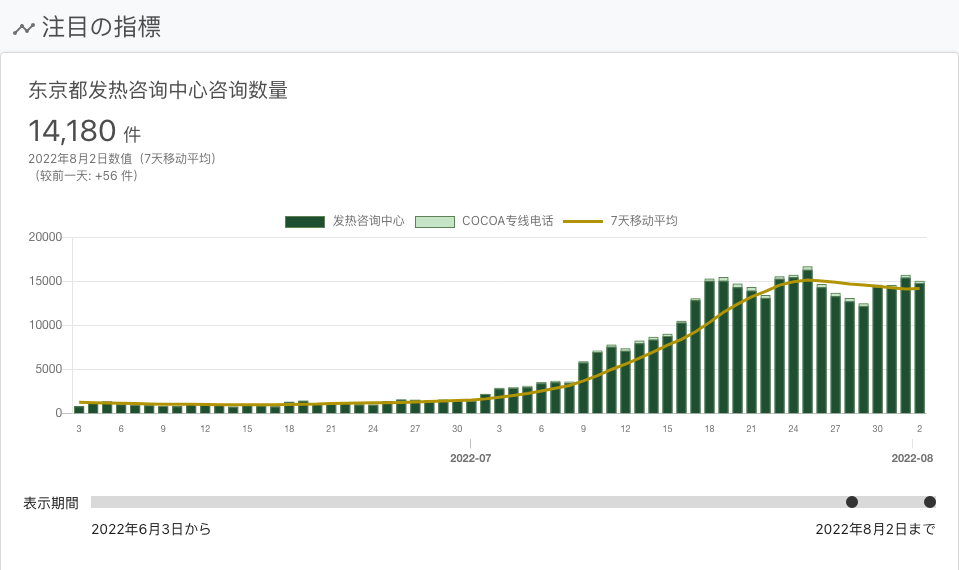 注目の指標
东京都发热咨询中心咨询数量
14,180 件
2022年8月2日数值（7天移动平均）
（较前一天: +56 件）
发热咨询中心 COCOA专线电话 7天移动平均
20000
15000
10000
5000
0
3 6 9 12 15 18 21 24 27 30 3 6 9 12 15 18 21 24 27 30 2
2022-07 2022-08
表示期間
2022年6月3日から 2022年8月2日まで